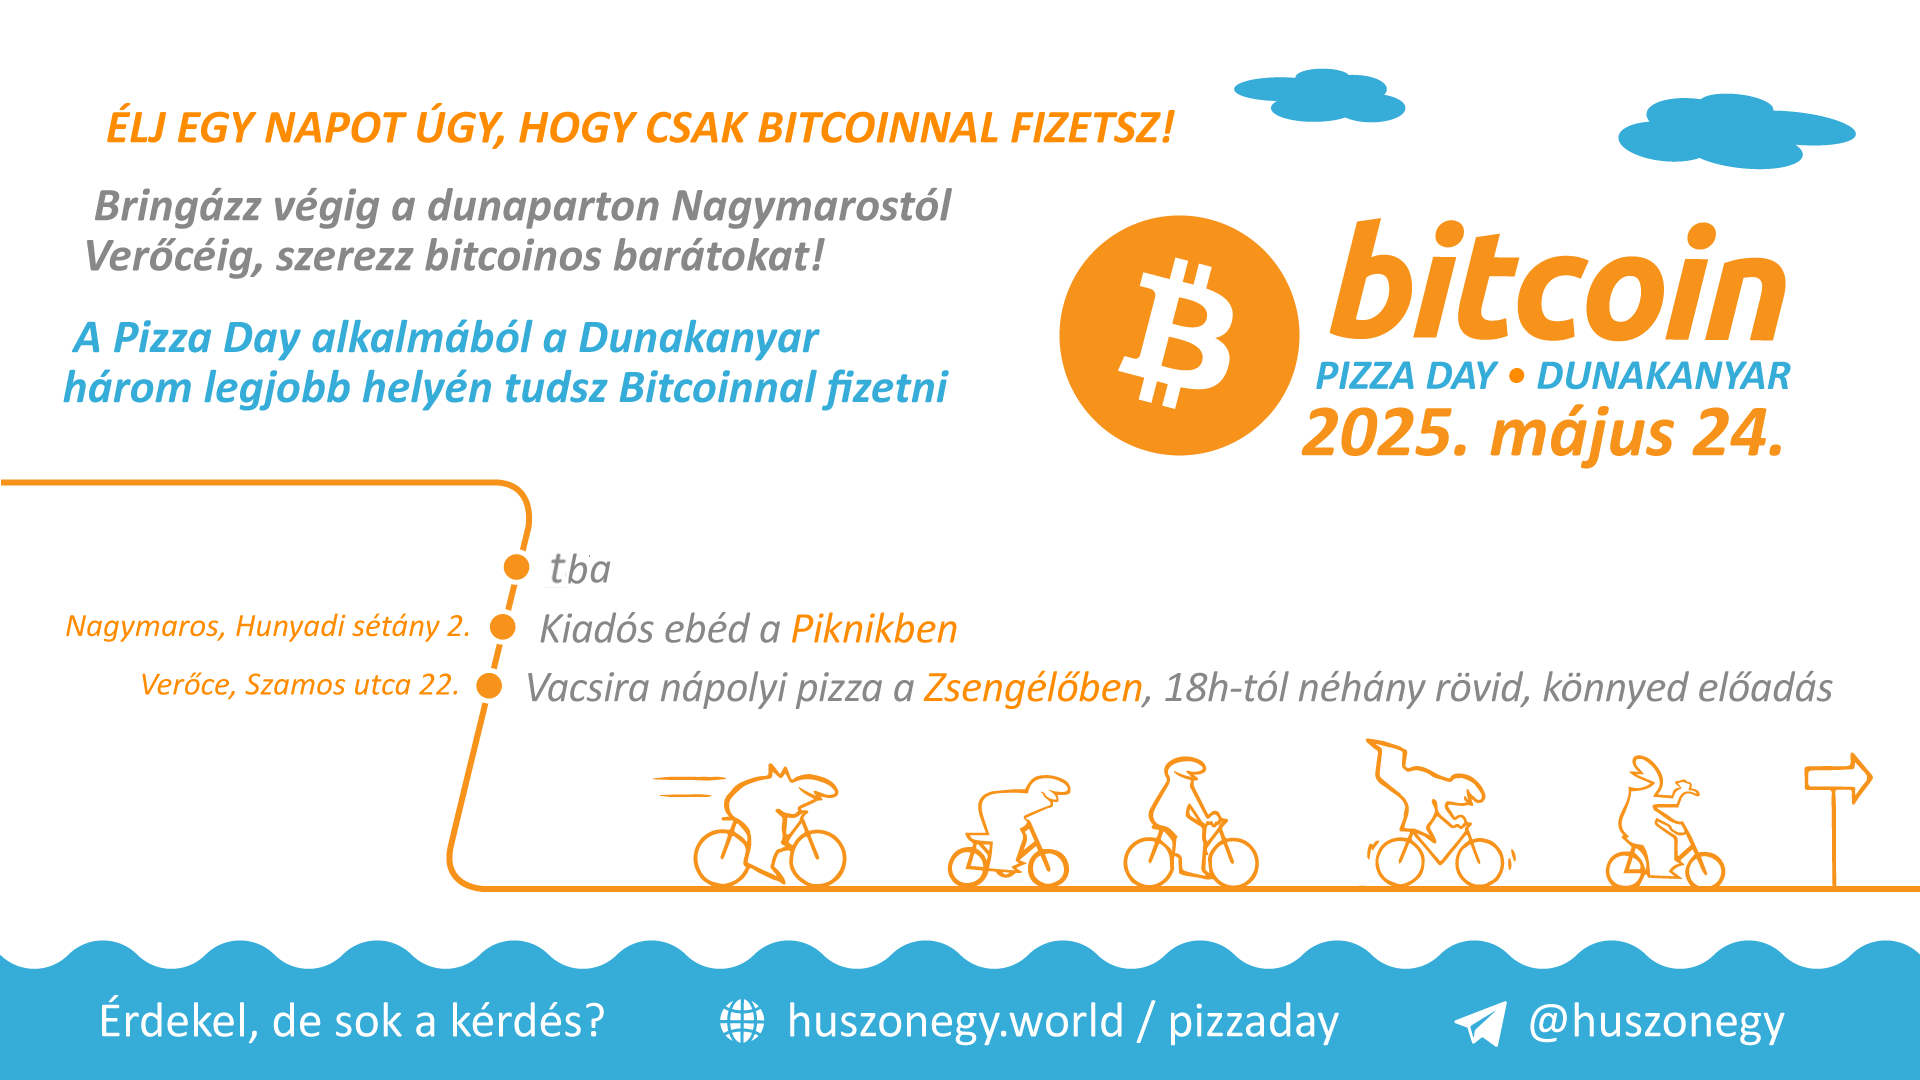 ÉLJ EGY NAPOT ÚGY, HOGY CSAK BITCOINNAL FIZETSZ!
Bringázz végig a dunaparton Nagymarostól
Verőcéig, szerezz bitcoinos barátokat!
A Pizza Day alkalmából a Dunakanyar
három legjobb helyén tudsz Bitcoinnal fizetni
bitcoin
PIZZA DAY • DUNAKANYAR
2025. május 24.
tba
Nagymaros, Hunyadi sétány 2. Kiadós ebéd a Piknikben
Verőce, Szamos utca 22. Vacsira nápolyi pizza a Zsengélőben, 18h-tól néhány rövid, könnyed előadás
Érdekel, de sok a kérdés? huszonegy.world / pizzaday @huszonegy